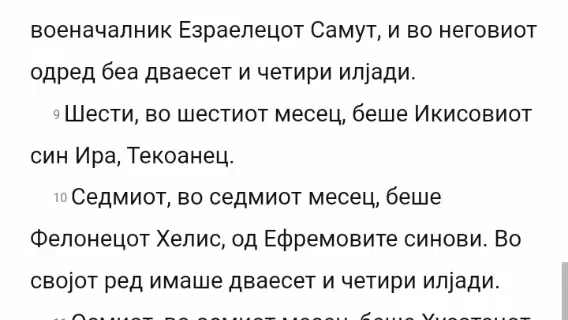 военачалник Езраелецот Самут, и во неговиот
одред беа дваесет и четири илјади.
9 Шести, во шестиот месец, беше Икисовиот
син Ира, Текоанец.
10 Седмиот, во седмиот месец, беше
Фелонецот Хелис, од Ефремовите синови. Во
својот ред имаше дваесет и четири илјади.